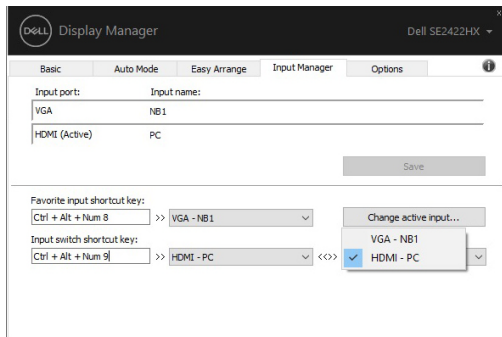 DELL Display Manager
Dell SE2422HX
Basic
Auto Mode
Easy Arrange
Input Manager
Options
Input port: Input name:
VGA NB1
HDMI (Active) PC
Save
Favorite input shortcut key:
Ctrl + Alt + Num 8 >> VGA - NB1
Change active input...
Input switch shortcut key:
Ctrl + Alt + Num 9 >> HDMI - PC <<>>
VGA - NB1
HDMI - PC